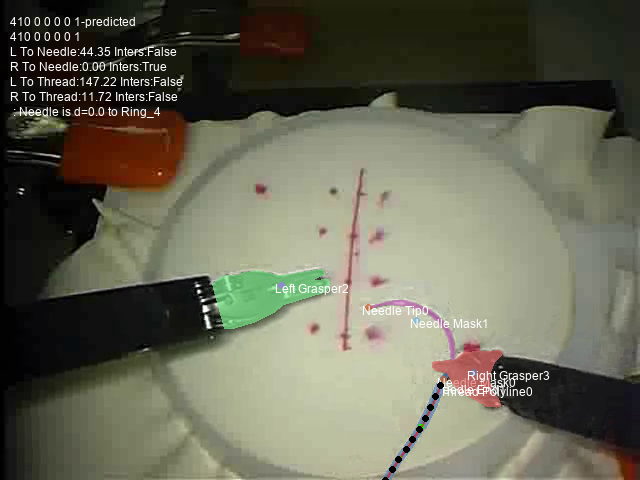 410 0 0 0 0 1-predicted
410 0 0 0 0 1
L To Needle:44.35 Inters:False
R To Needle:0.00 Inters:True
L To Thread:147.22 Inters:False
R To Thread:11.72 Inters:False
: Needle is d=0.0 to Ring_4
Left Grasper2
Needle Tip0
Needle Mask1
Right Grasper3
Needle Mask0
Thread Polyline0